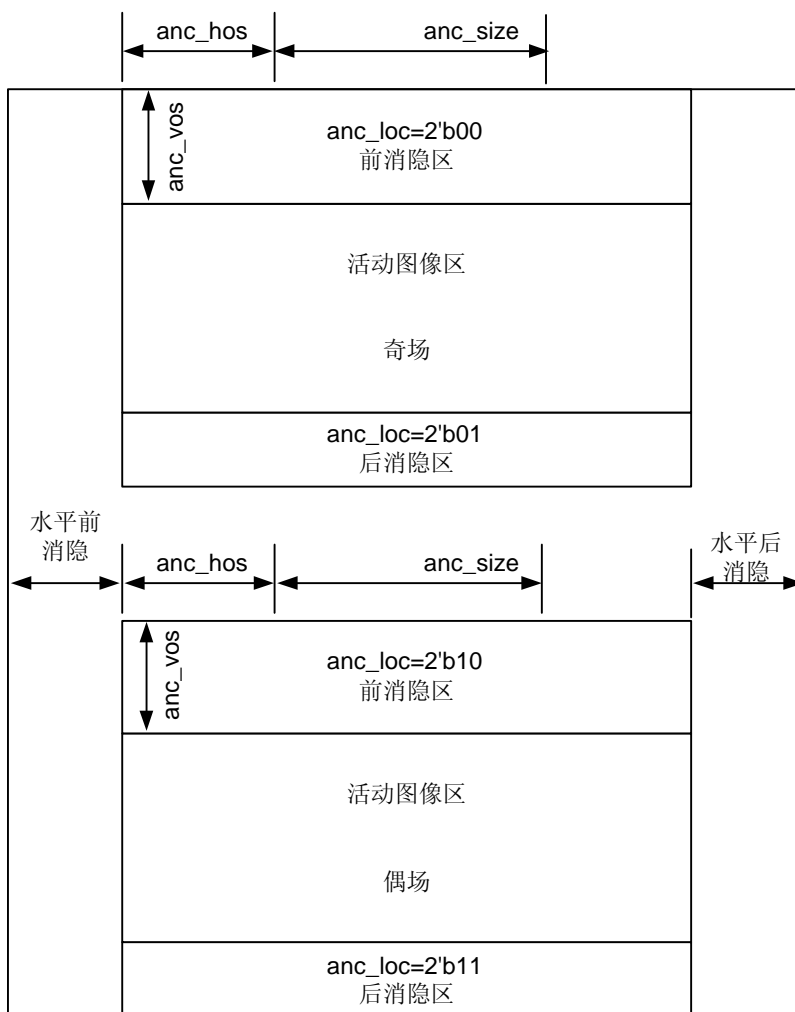 anc_hos
anc_size
anc_vos
anc_loc=2'b00
前消隐区
活动图像区
奇场
anc_loc=2'b01
后消隐区
水平前
消隐
anc_hos
anc_size
水平后
消隐
anc_vos
anc_loc=2'b10
前消隐区
活动图像区
偶场
anc_loc=2'b11
后消隐区